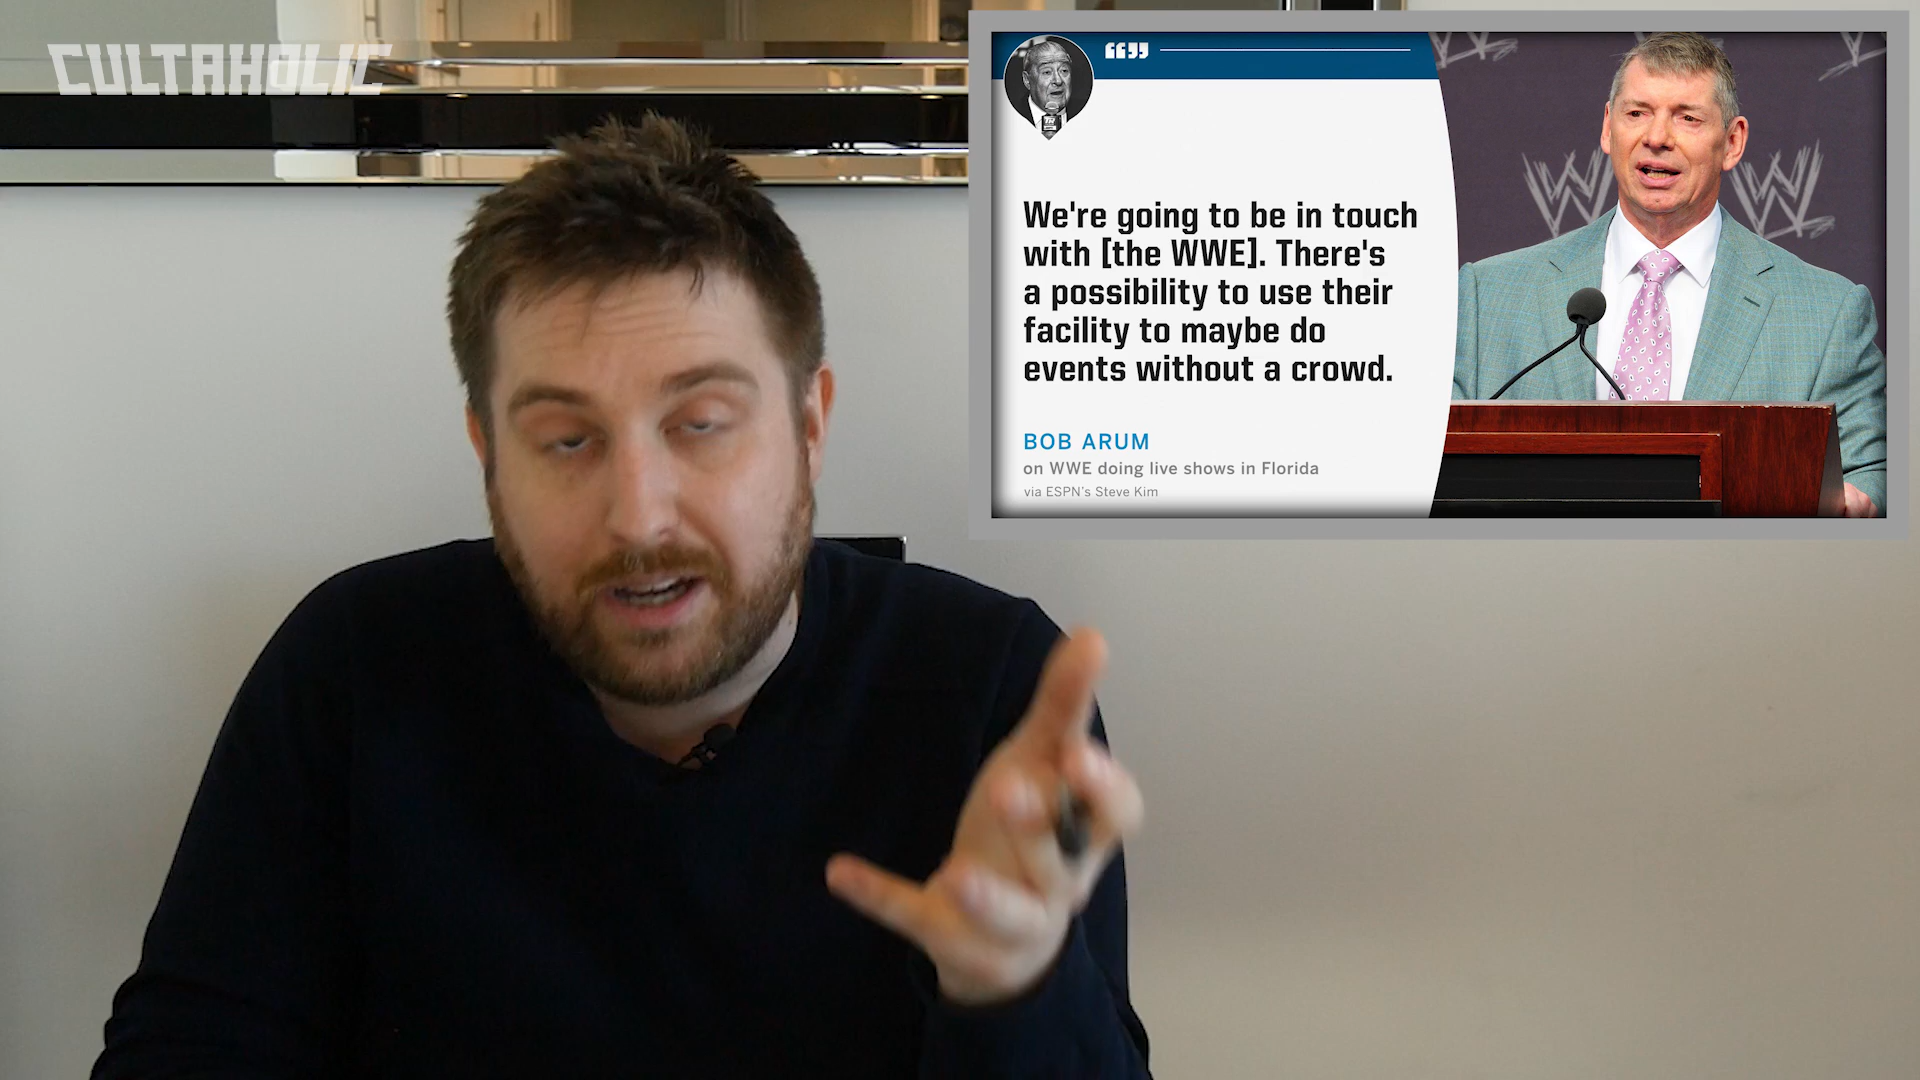 CULTAHOLIC
We're going to be in touch
with [the WWE]. There's
a possibility to use their
facility to maybe do
events without a crowd.
BOB ARUM
on WWE doing live shows in Florida
via ESPN's Steve Kim
TR
W W